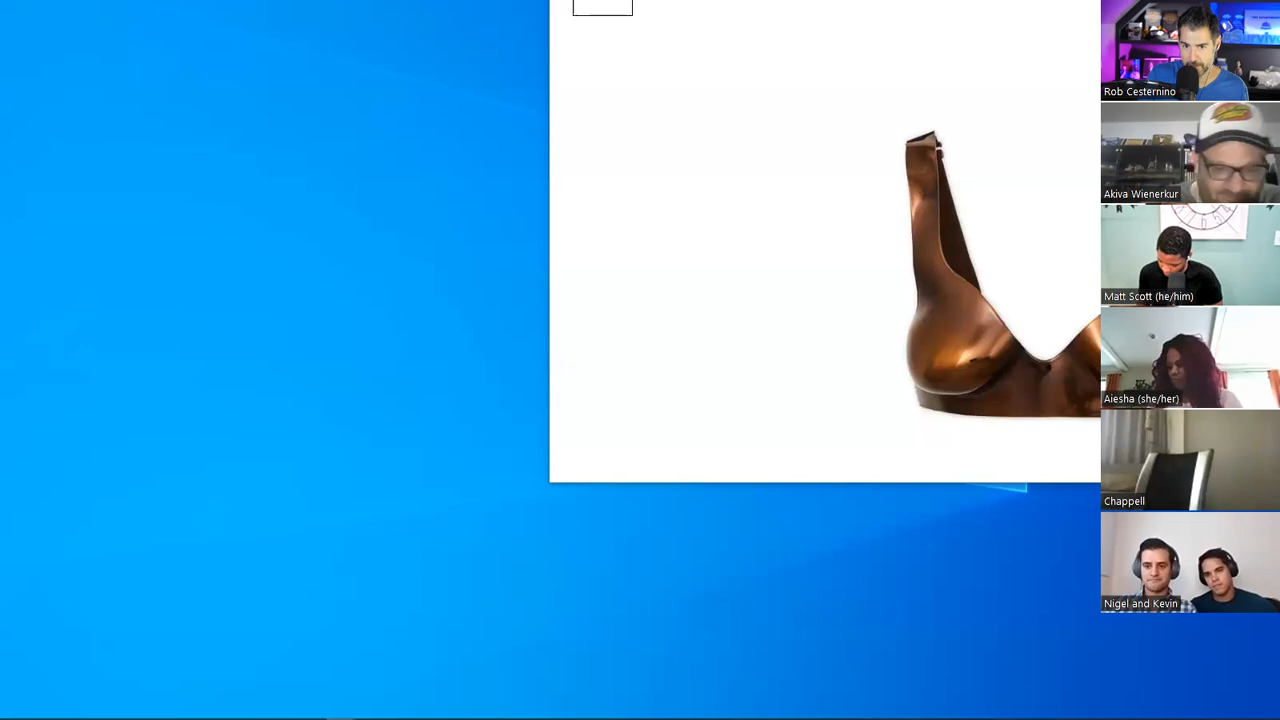 Rob Cesternino
Akiva Wienerkur
Matt Scott (he/him)
Aiesha (she/her)
Chappell
Nigel and Kevin